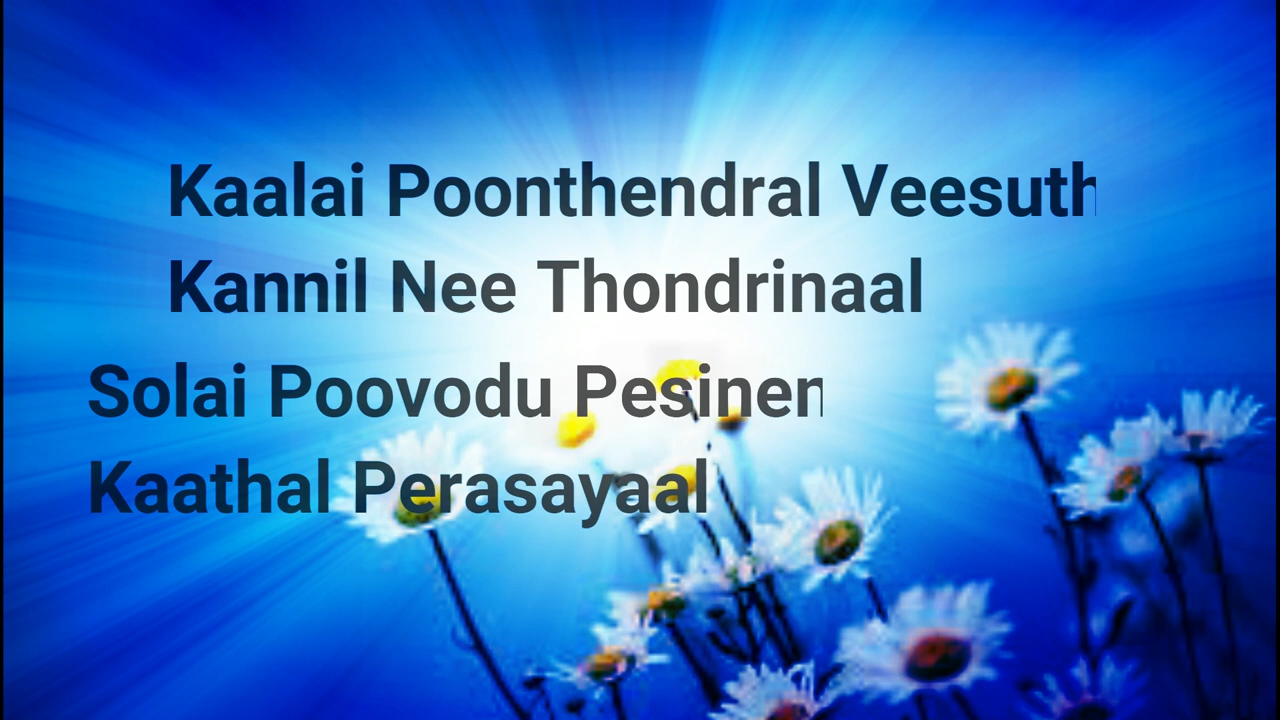 Kaalai Poonthendral Veesuth
Kannil Nee Thondrinaal
Solai Poovodu Pesinen
Kaathal Perasayaal